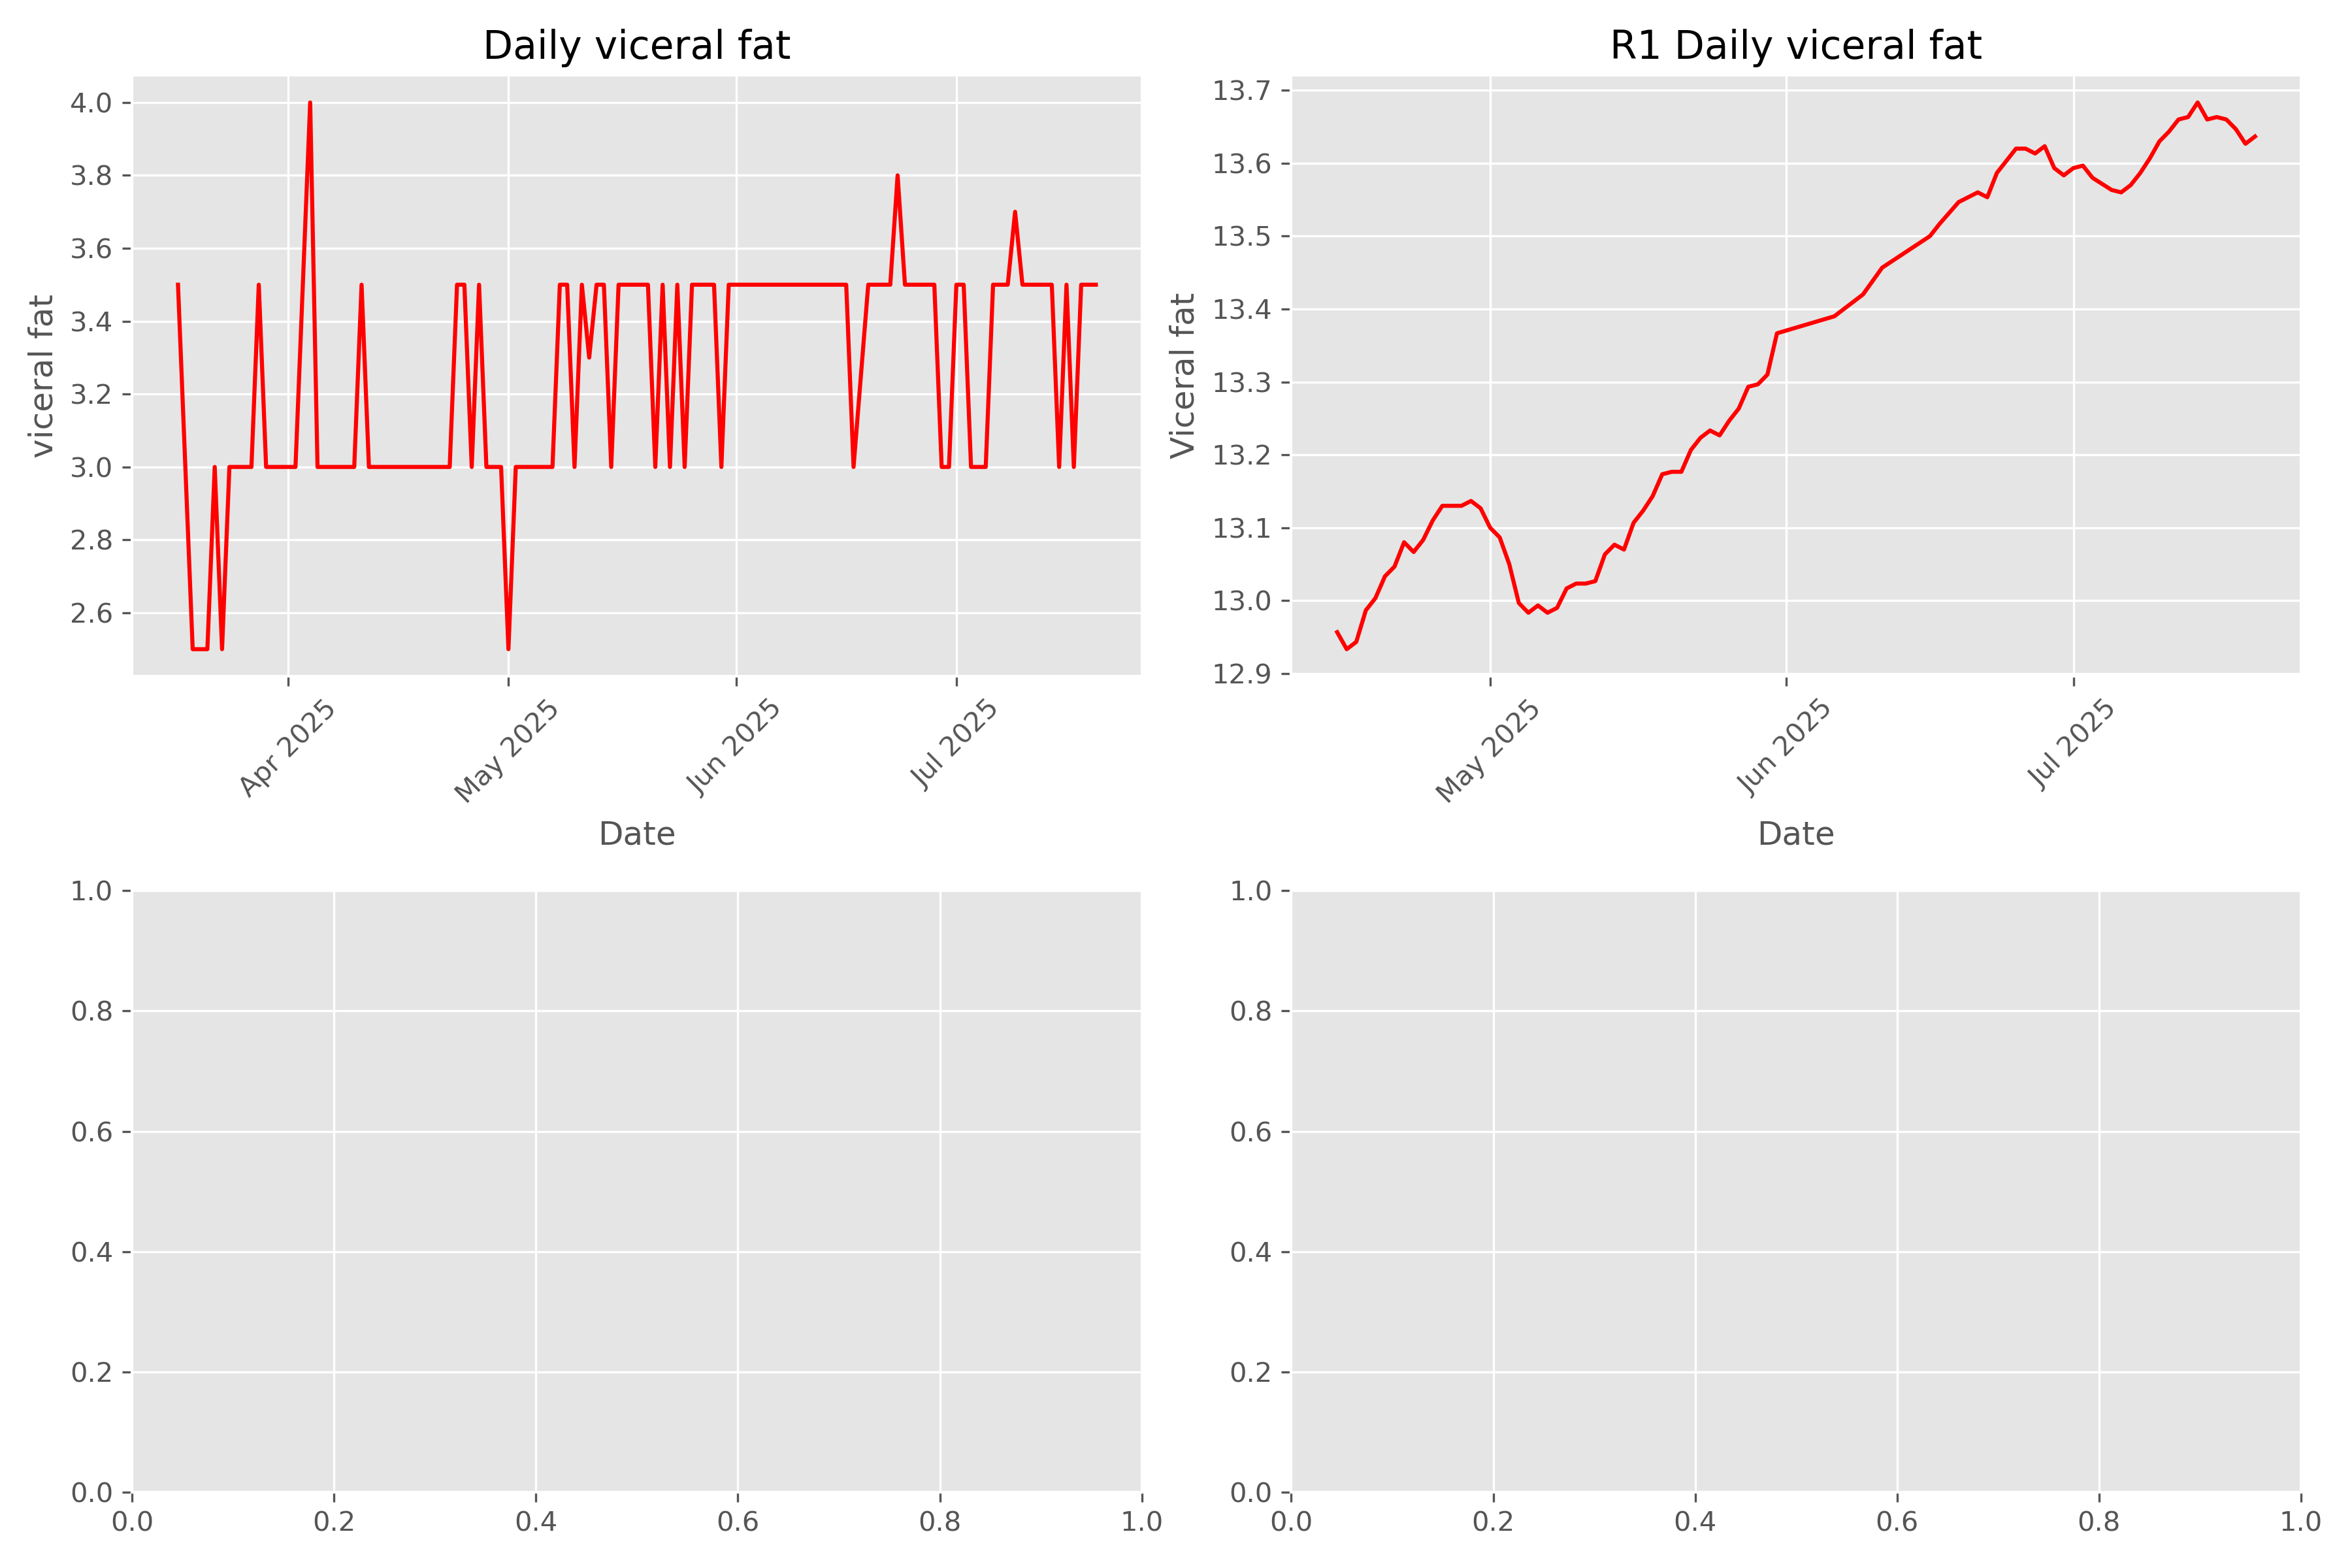 Daily viceral fat
4.0
3.8
3.6
3.4
3.2
3.0
2.8
2.6
viceral fat
Apr 2025
May 2025
Jun 2025
Jul 2025
Date
R1 Daily viceral fat
13.7
13.6
13.5
13.4
13.3
13.2
13.1
13.0
12.9
Viceral fat
May 2025
Jun 2025
Jul 2025
Date
1.0
0.8
0.6
0.4
0.2
0.0
0.0 0.2 0.4 0.6 0.8 1.0
1.0
0.8
0.6
0.4
0.2
0.0
0.0 0.2 0.4 0.6 0.8 1.0